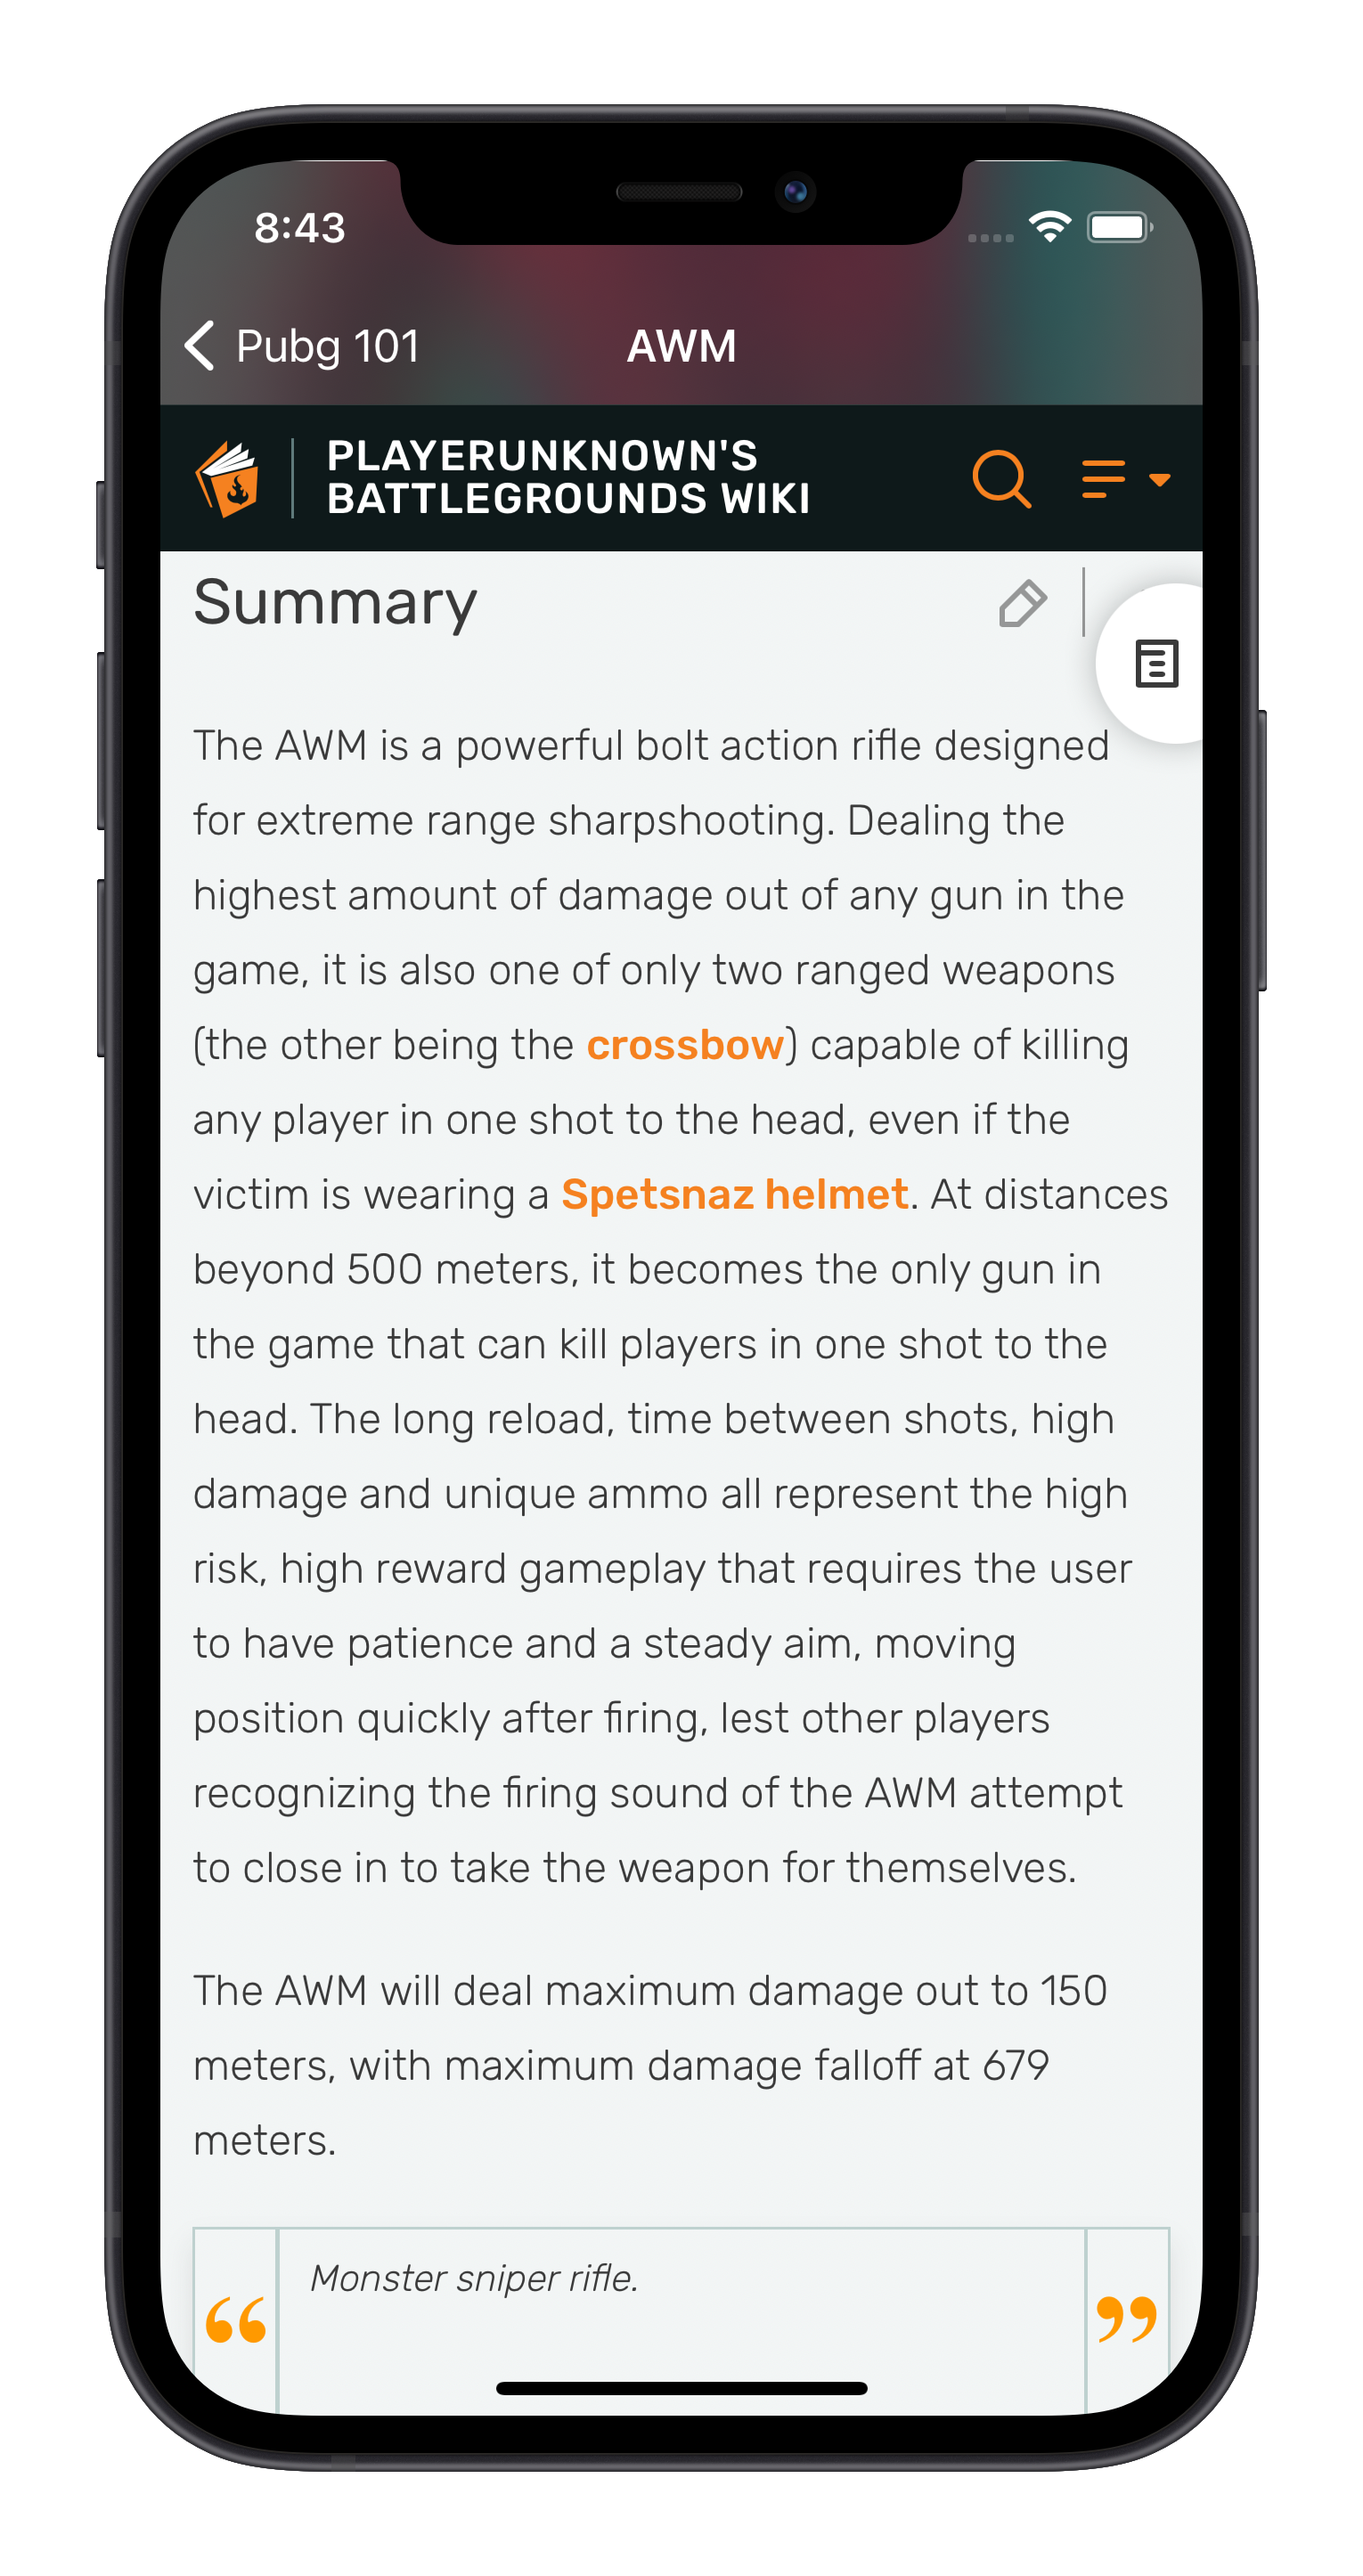 8:43
Pubg 101
AWM
PLAYERUNKNOWN'S
BATTLEGROUNDS WIKI
Summary
The AWM is a powerful bolt action rifle designed
for extreme range sharpshooting. Dealing the
highest amount of damage out of any gun in the
game, it is also one of only two ranged weapons
(the other being the crossbow) capable of killing
any player in one shot to the head, even if the
victim is wearing a Spetsnaz helmet. At distances
beyond 500 meters, it becomes the only gun in
the game that can kill players in one shot to the
head. The long reload, time between shots, high
damage and unique ammo all represent the high
risk, high reward gameplay that requires the user
to have patience and a steady aim, moving
position quickly after firing, lest other players
recognizing the firing sound of the AWM attempt
to close in to take the weapon for themselves.
The AWM will deal maximum damage out to 150
meters, with maximum damage falloff at 679
meters.
“ Monster sniper rifle. ”